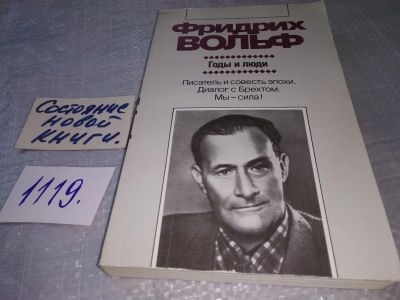 Фридрих
ВОЛЬФ
Годы и люди
Писатель и совесть эпохи.
Диалог с Брехтом.
Мы – сила!
Состояние
новой
книги.
1119.